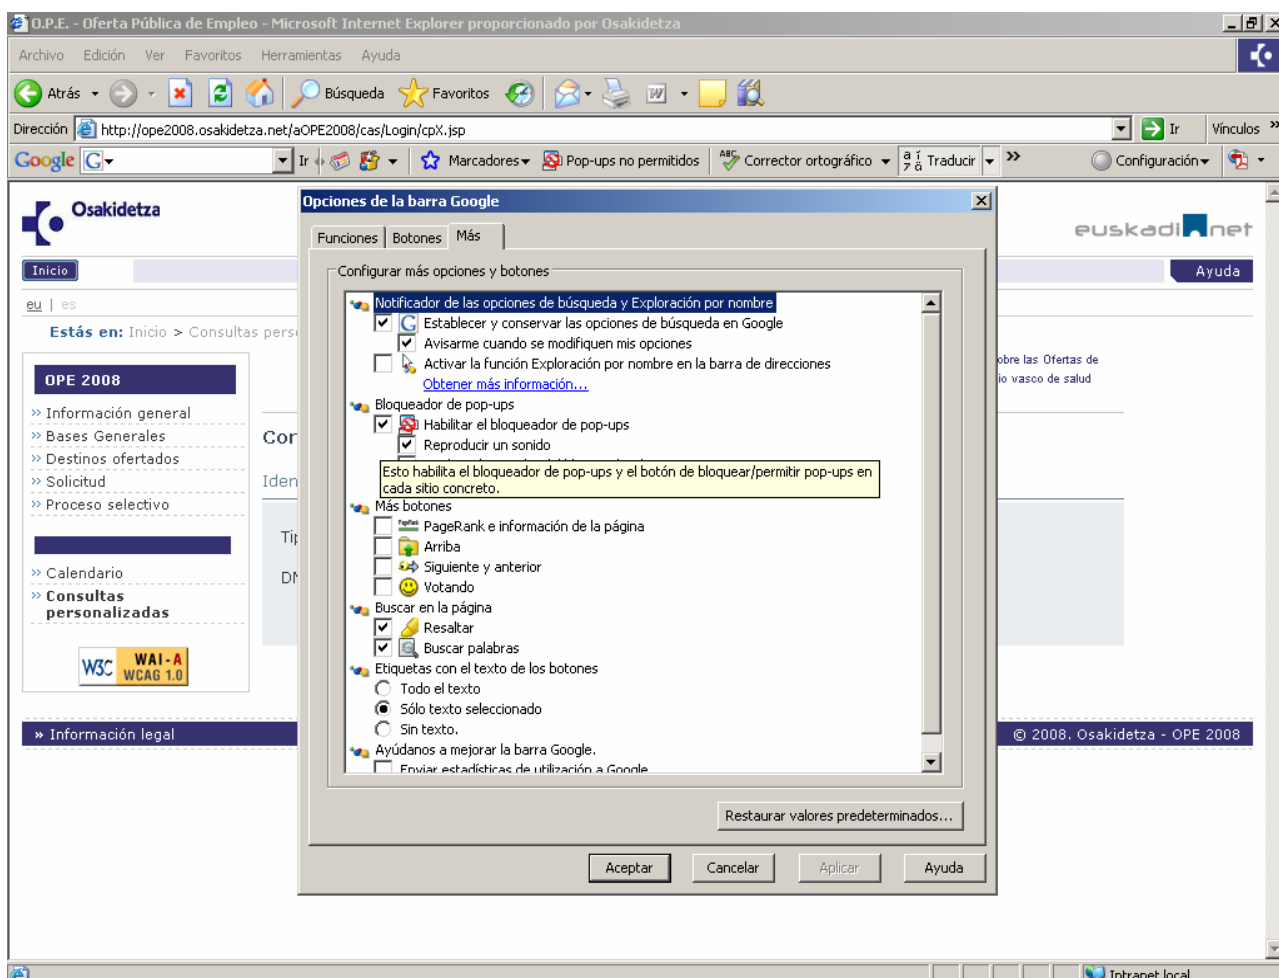 O.P.E. - Oferta Pública de Empleo - Microsoft Internet Explorer proporcionado por Osakidetza
Archivo Edición Ver Favoritos Herramientas Ayuda
Atrás Búsqueda Favoritos
Dirección http://ope2008.osakidetza.net/aOPE2008/cas/Login/cpX.jsp Ir Vínculos »
Google G Ir Marcadores Pop-ups no permitidos Corrector ortográfico Traducir » Configuración
Osakidetza
euskadi.net
Inicio Ayuda
eu | es
Estás en: Inicio > Consultas pers
obre las Ofertas de
io vasco de salud
OPE 2008
» Información general
» Bases Generales
» Destinos ofertados
» Solicitud
» Proceso selectivo
» Calendario
» Consultas
personalizadas
W3C WAI-A
WCAG 1.0
Cor
Iden
Tip
DN
Opciones de la barra Google
Funciones Botones Más
Configurar más opciones y botones
Notificador de las opciones de búsqueda y Exploración por nombre
Establecer y conservar las opciones de búsqueda en Google
Avisarme cuando se modifiquen mis opciones
Activar la función Exploración por nombre en la barra de direcciones
Obtener más información...
Bloqueador de pop-ups
Habilitar el bloqueador de pop-ups
Reproducir un sonido
Esto habilita el bloqueador de pop-ups y el botón de bloquear/permitir pop-ups en
cada sitio concreto.
Más botones
PageRank e información de la página
Arriba
Siguiente y anterior
Votando
Buscar en la página
Resaltar
Buscar palabras
Etiquetas con el texto de los botones
Todo el texto
Sólo texto seleccionado
Sin texto.
Ayúdanos a mejorar la barra Google.
Enviar estadísticas de utilización a Google
Restaurar valores predeterminados...
Aceptar Cancelar Aplicar Ayuda
» Información legal © 2008. Osakidetza - OPE 2008
Intranet local